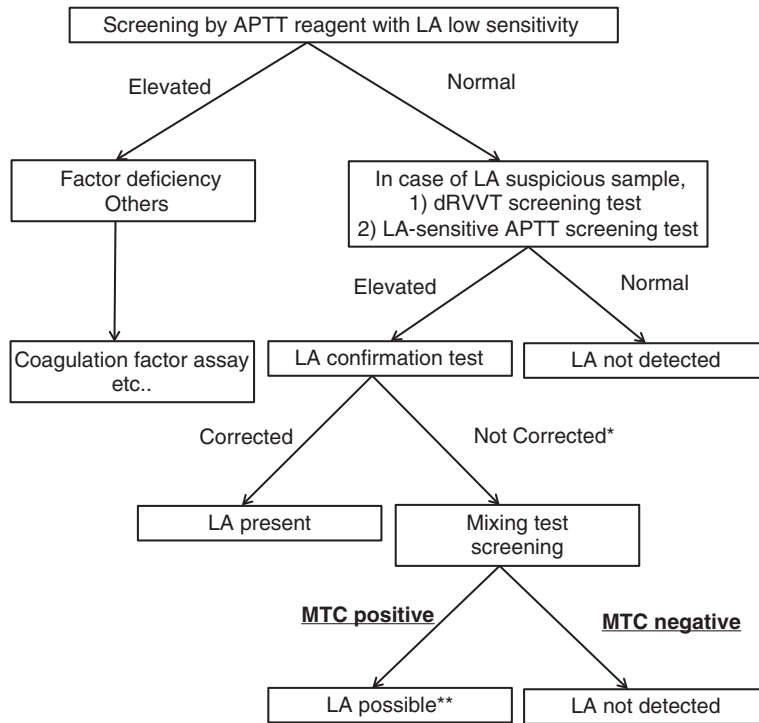 Screening by APTT reagent with LA low sensitivity
Elevated
Normal
Factor deficiency
Others
In case of LA suspicious sample,
1) dRVVT screening test
2) LA-sensitive APTT screening test
Elevated
Normal
Coagulation factor assay
etc..
LA confirmation test
LA not detected
Corrected
Not Corrected*
LA present
Mixing test
screening
MTC positive
MTC negative
LA possible**
LA not detected